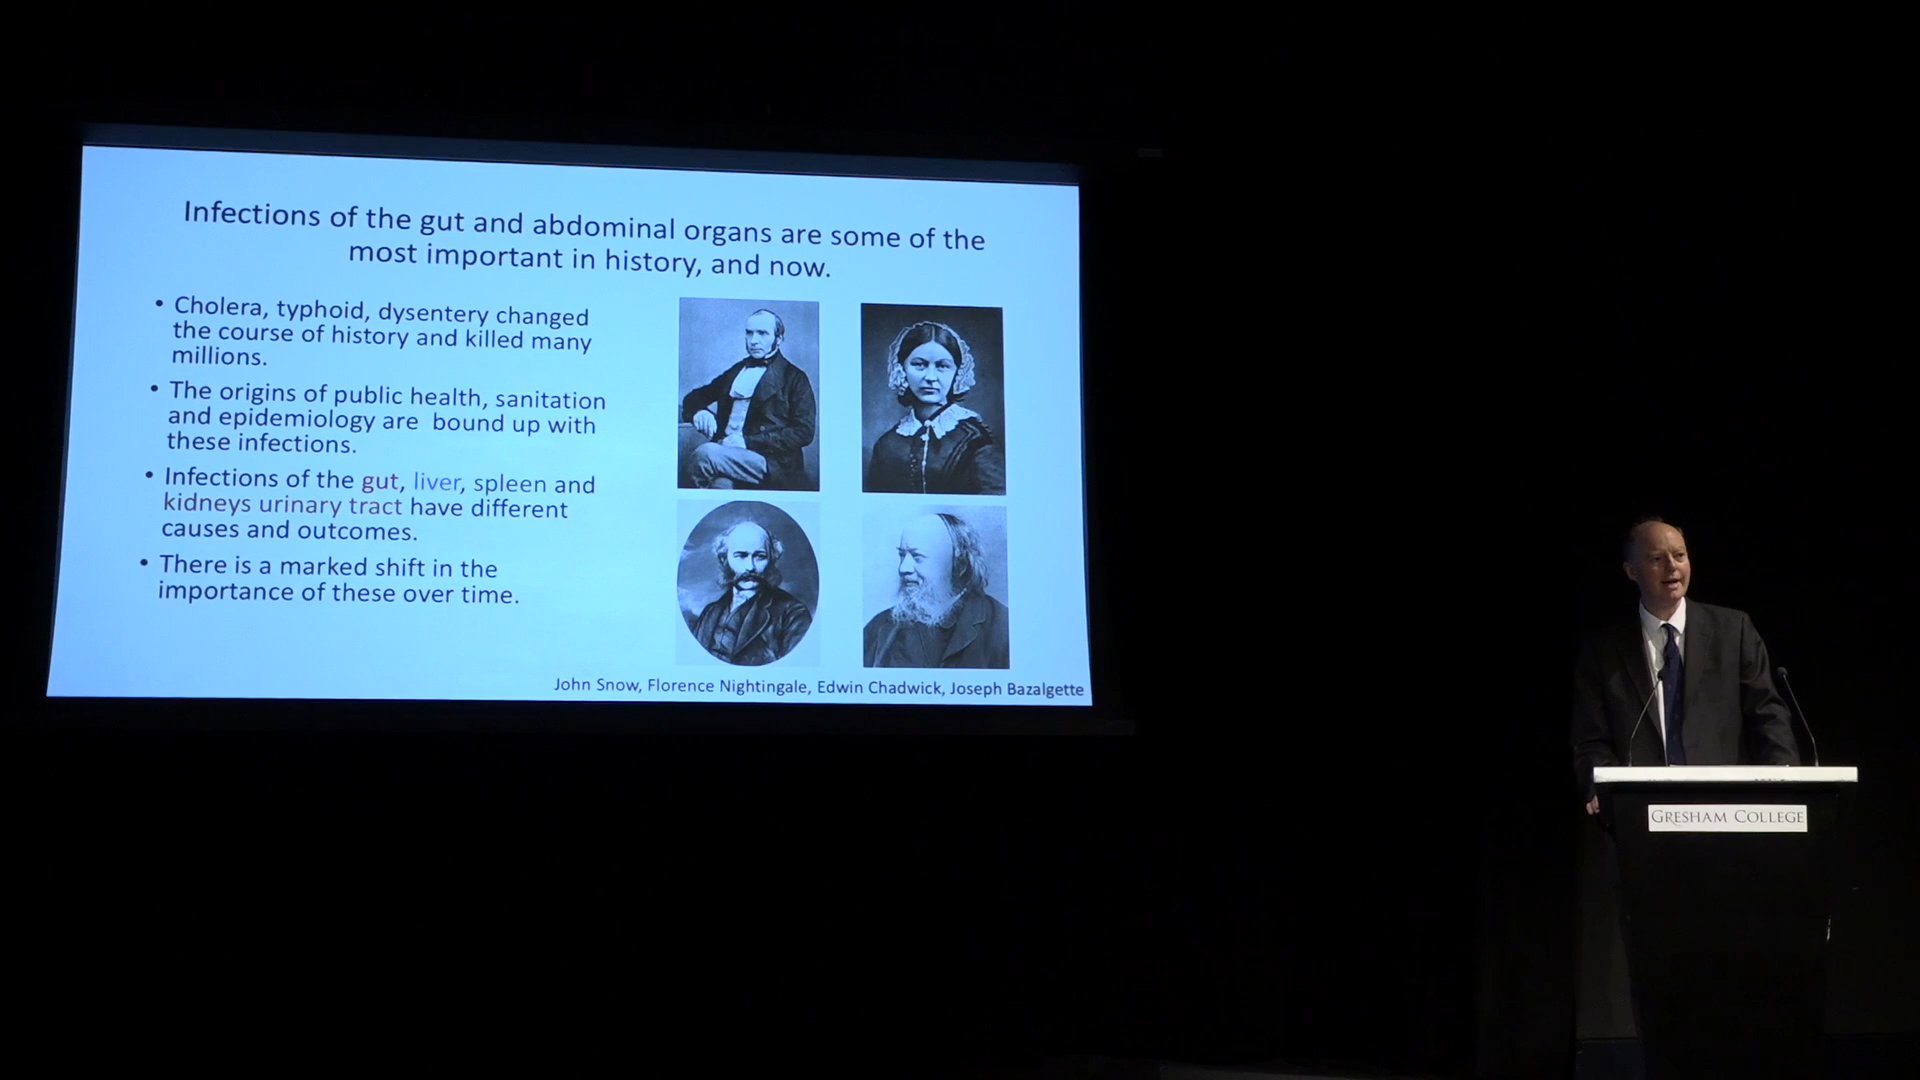 Infections of the gut and abdominal organs are some of the
most important in history, and now.
• Cholera, typhoid, dysentery changed
the course of history and killed many
millions.
• The origins of public health, sanitation
and epidemiology are bound up with
these infections.
• Infections of the gut, liver, spleen and
kidneys urinary tract have different
causes and outcomes.
• There is a marked shift in the
importance of these over time.
John Snow, Florence Nightingale, Edwin Chadwick, Joseph Bazalgette
GRESHAM COLLEGE